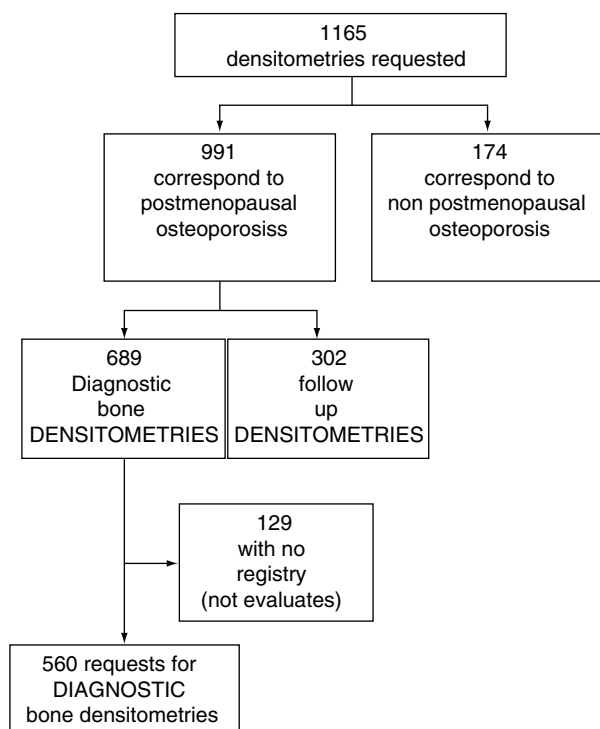 1165
densitometries requested
991
correspond to
postmenopausal
osteoporosiss
174
correspond to
non postmenopausal
osteoporosis
689
Diagnostic
bone
DENSITOMETRIES
302
follow
up
DENSITOMETRIES
129
with no
registry
(not evaluates)
560 requests for
DIAGNOSTIC
bone densitometries